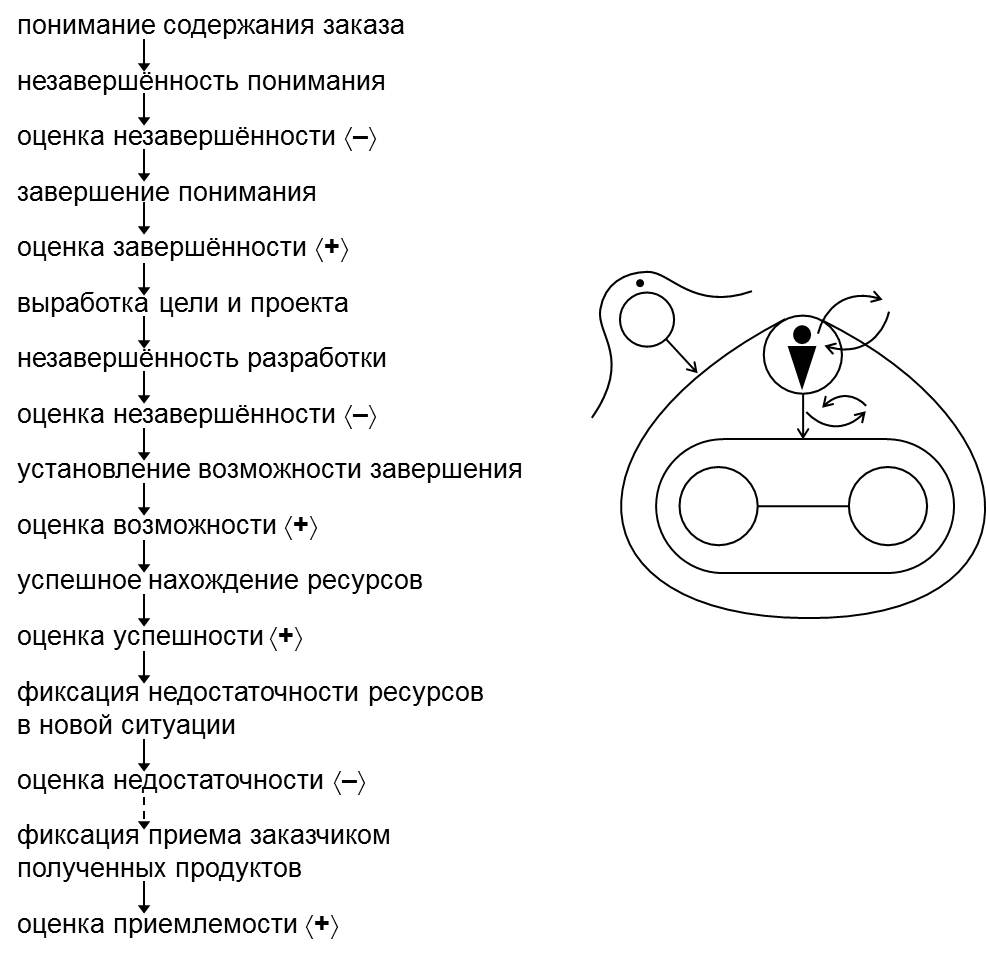 понимание содержания заказа
незавершённость понимания
оценка незавершённости 〈–〉
завершение понимания
оценка завершённости 〈+〉
выработка цели и проекта
незавершённость разработки
оценка незавершённости 〈–〉
установление возможности завершения
оценка возможности 〈+〉
успешное нахождение ресурсов
оценка успешности 〈+〉
фиксация недостаточности ресурсов
в новой ситуации
оценка недостаточности 〈–〉
фиксация приема заказчиком
полученных продуктов
оценка приемлемости 〈+〉